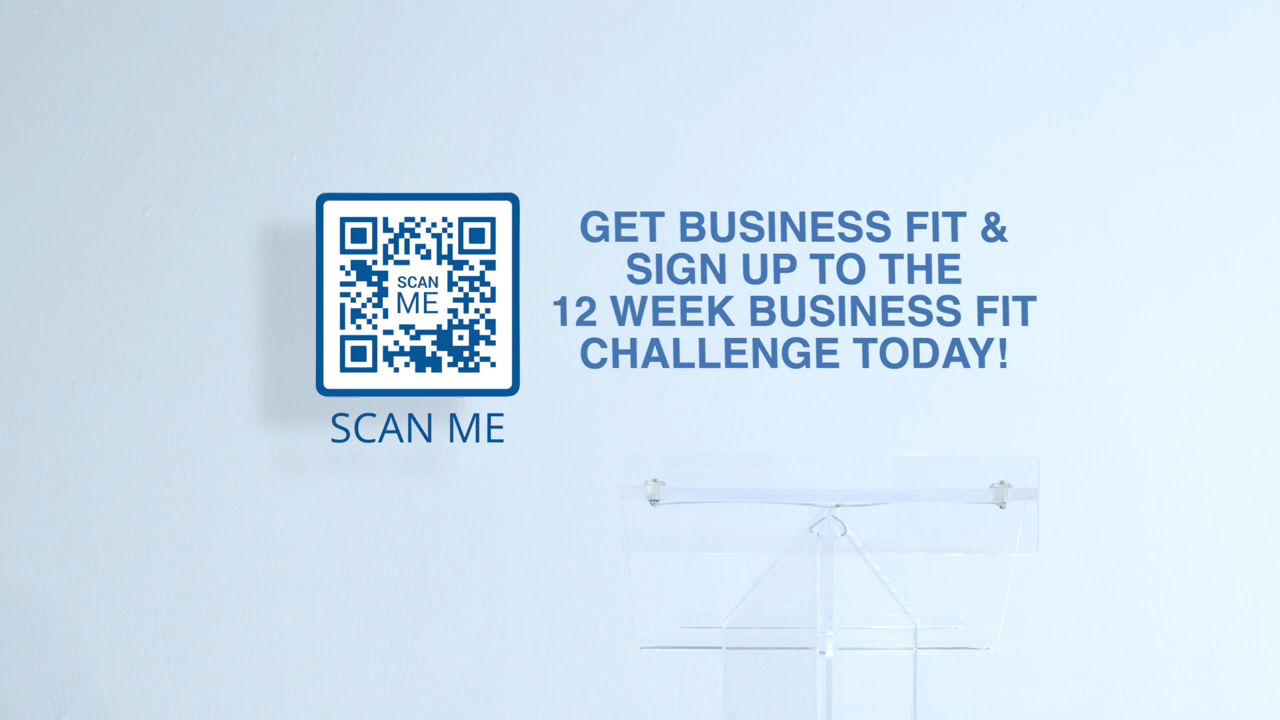 SCAN
ME
SCAN ME
GET BUSINESS FIT &
SIGN UP TO THE
12 WEEK BUSINESS FIT
CHALLENGE TODAY!